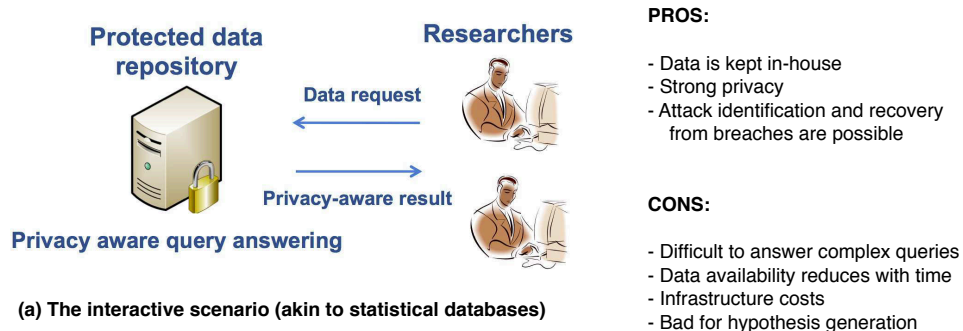 Protected data
repository
Researchers
Data request
Privacy-aware result
Privacy aware query answering
(a) The interactive scenario (akin to statistical databases)
PROS:
- Data is kept in-house
- Strong privacy
- Attack identification and recovery
from breaches are possible
CONS:
- Difficult to answer complex queries
- Data availability reduces with time
- Infrastructure costs
- Bad for hypothesis generation